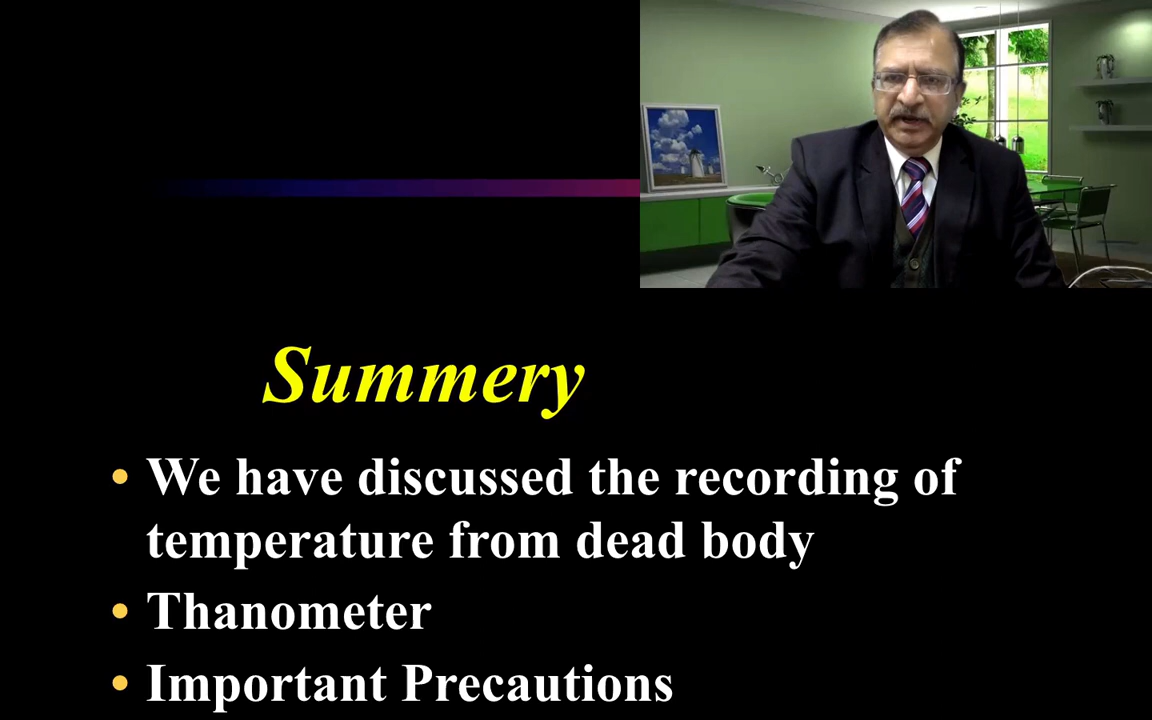 Summery
• We have discussed the recording of
temperature from dead body
• Thanometer
• Important Precautions